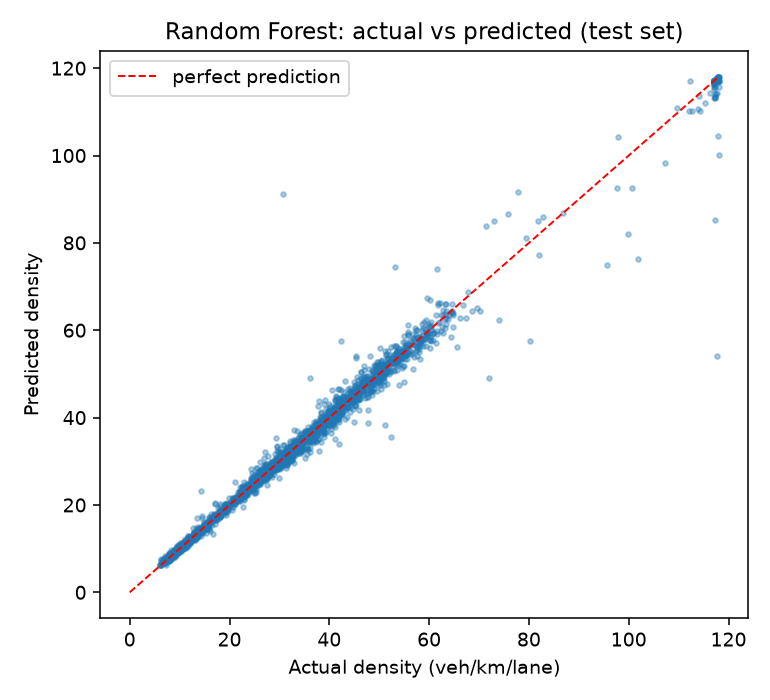 Random Forest: actual vs predicted (test set)
perfect prediction
120
100
80
60
40
20
0
Predicted density
0 20 40 60 80 100 120
Actual density (veh/km/lane)